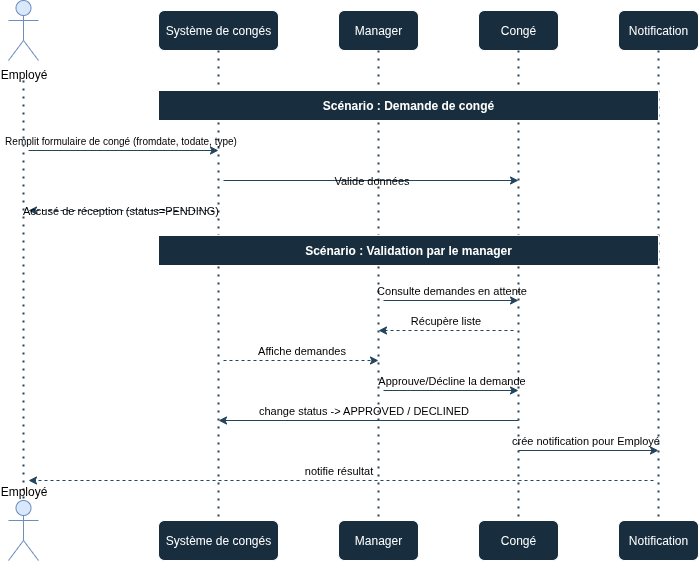 Système de congés
Manager
Congé
Notification
Employé
Scénario : Demande de congé
Remplit formulaire de congé (fromdate, todate, type)
Valide données
Accusé de réception (status=PENDING)
Scénario : Validation par le manager
Consulte demandes en attente
Récupère liste
Affiche demandes
Approuve/Décline la demande
change status -> APPROVED / DECLINED
crée notification pour Employé
notifie résultat
Employé
Système de congés
Manager
Congé
Notification